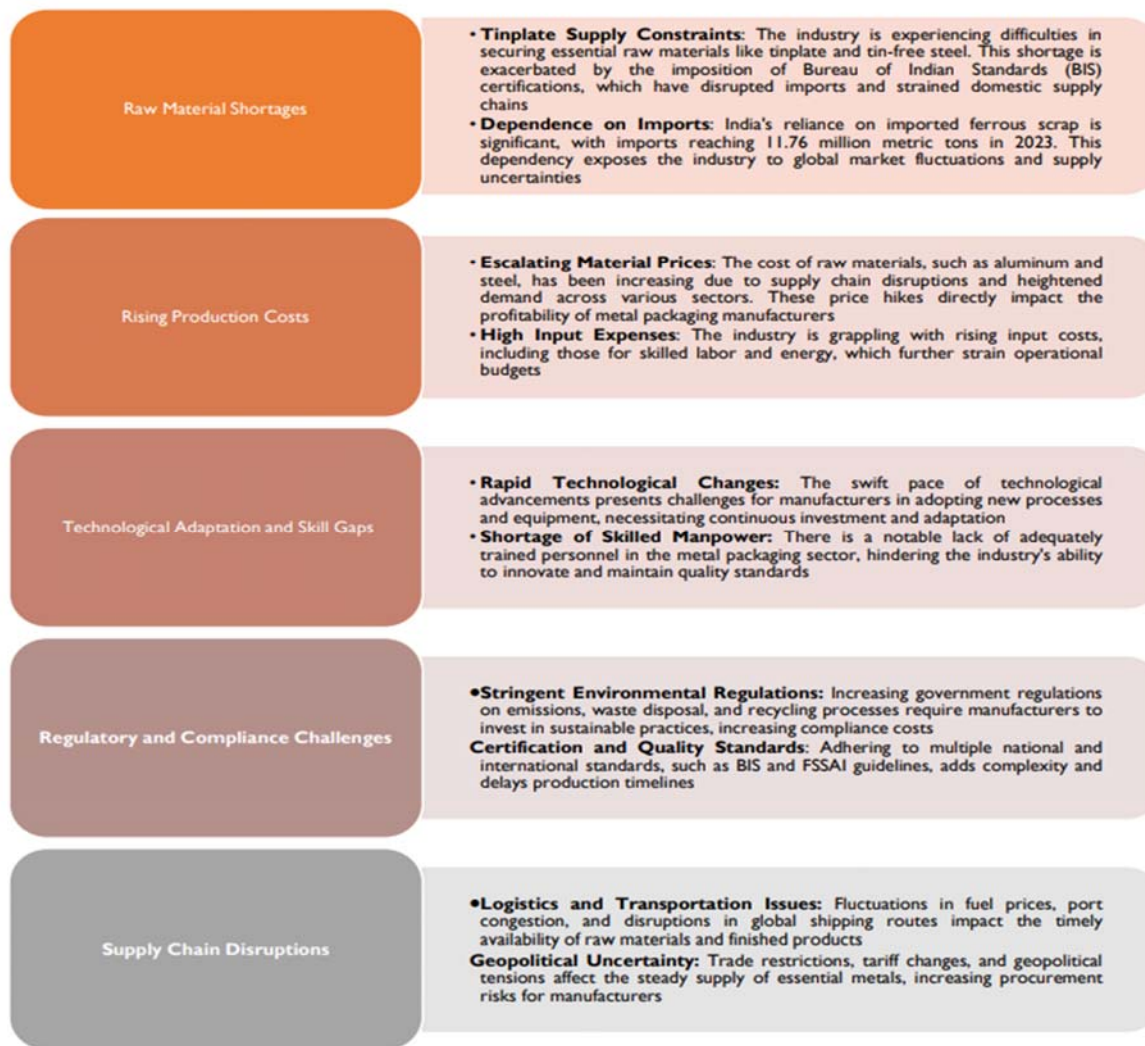 Raw Material Shortages
• Tinplate Supply Constraints: The industry is experiencing difficulties in
securing essential raw materials like tinplate and tin-free steel. This shortage is
exacerbated by the imposition of Bureau of Indian Standards (BIS)
certifications, which have disrupted imports and strained domestic supply
chains
• Dependence on Imports: India's reliance on imported ferrous scrap is
significant, with imports reaching 11.76 million metric tons in 2023. This
dependency exposes the industry to global market fluctuations and supply
uncertainties
Rising Production Costs
• Escalating Material Prices: The cost of raw materials, such as aluminum and
steel, has been increasing due to supply chain disruptions and heightened
demand across various sectors. These price hikes directly impact the
profitability of metal packaging manufacturers
• High Input Expenses: The industry is grappling with rising input costs,
including those for skilled labor and energy, which further strain operational
budgets
Technological Adaptation and Skill Gaps
• Rapid Technological Changes: The swift pace of technological
advancements presents challenges for manufacturers in adopting new processes
and equipment, necessitating continuous investment and adaptation
• Shortage of Skilled Manpower: There is a notable lack of adequately
trained personnel in the metal packaging sector, hindering the industry's ability
to innovate and maintain quality standards
Regulatory and Compliance Challenges
•Stringent Environmental Regulations: Increasing government regulations
on emissions, waste disposal, and recycling processes require manufacturers to
invest in sustainable practices, increasing compliance costs
Certification and Quality Standards: Adhering to multiple national and
international standards, such as BIS and FSSAI guidelines, adds complexity and
delays production timelines
Supply Chain Disruptions
•Logistics and Transportation Issues: Fluctuations in fuel prices, port
congestion, and disruptions in global shipping routes impact the timely
availability of raw materials and finished products
Geopolitical Uncertainty: Trade restrictions, tariff changes, and geopolitical
tensions affect the steady supply of essential metals, increasing procurement
risks for manufacturers